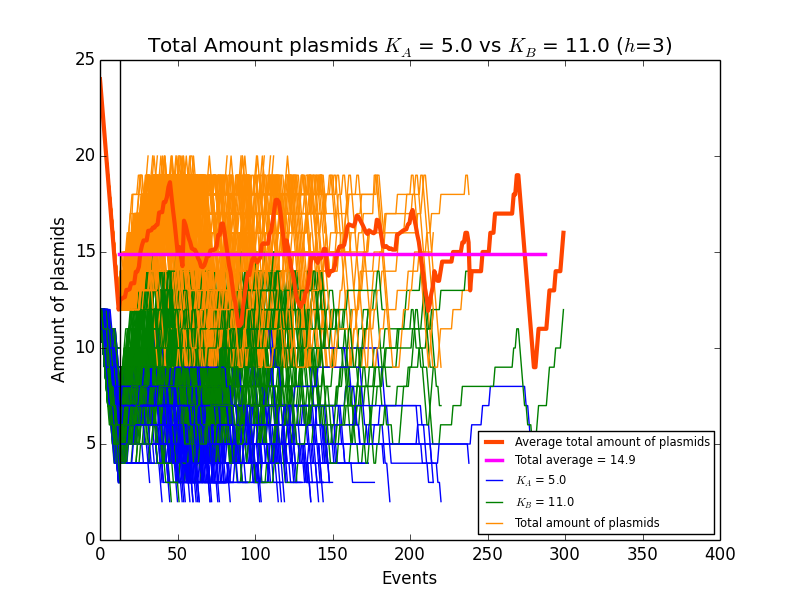 Total Amount plasmids K_A = 5.0 vs K_B = 11.0 (h=3)
25
20
15
10
5
0
Amount of plasmids
Average total amount of plasmids
Total average = 14.9
K_A = 5.0
K_B = 11.0
Total amount of plasmids
0 50 100 150 200 250 300 350 400
Events